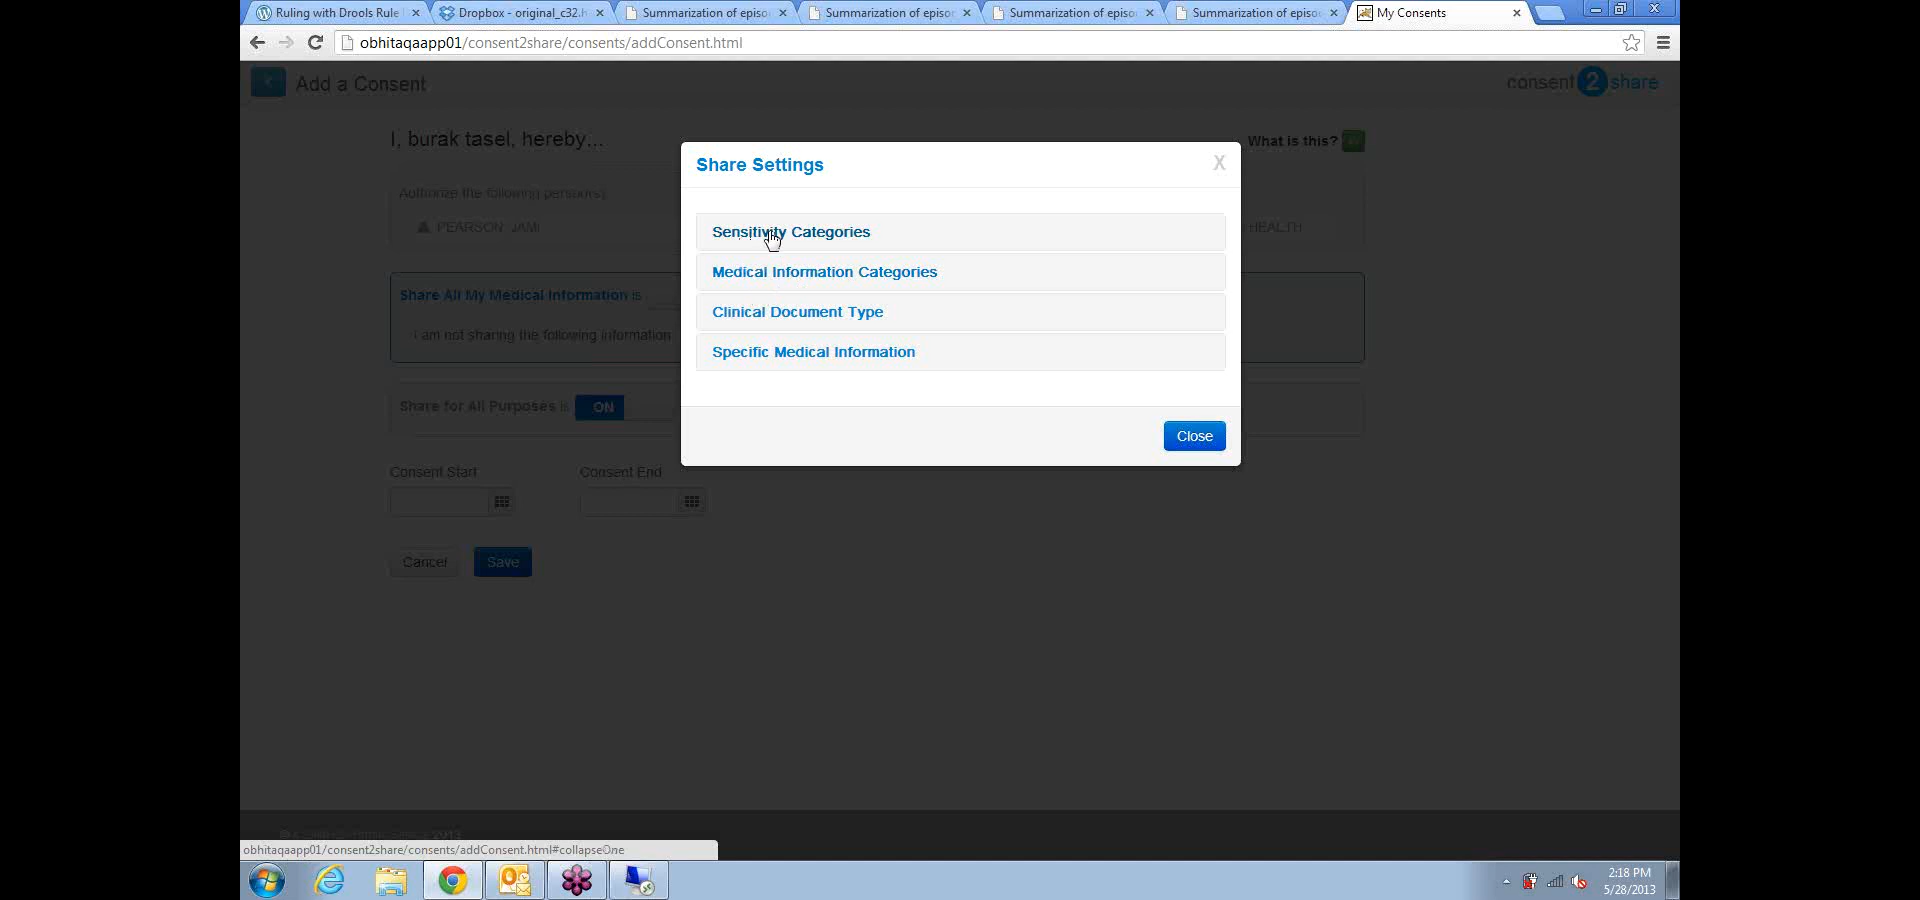 Ruling with Drools Rule
Dropbox - original_c32.h
Summarization of episo
Summarization of episo
Summarization of episo
Summarization of episo
My Consents
obhitaqaapp01/consent2share/consents/addConsent.html
Add a Consent
consent 2 share
I, burak tasel, hereby...
What is this?
Authorize the following person(s)
PEARSON, JAMI
HEALTH
Share All My Medical Information is
I am not sharing the following information
Share for All Purposes is ON
Consent Start
Consent End
Cancel
Save
Share Settings
X
Sensitivity Categories
Medical Information Categories
Clinical Document Type
Specific Medical Information
Close
2013
obhitaqaapp01/consent2share/consents/addConsent.html#collapseOne
2:18 PM
5/28/2013